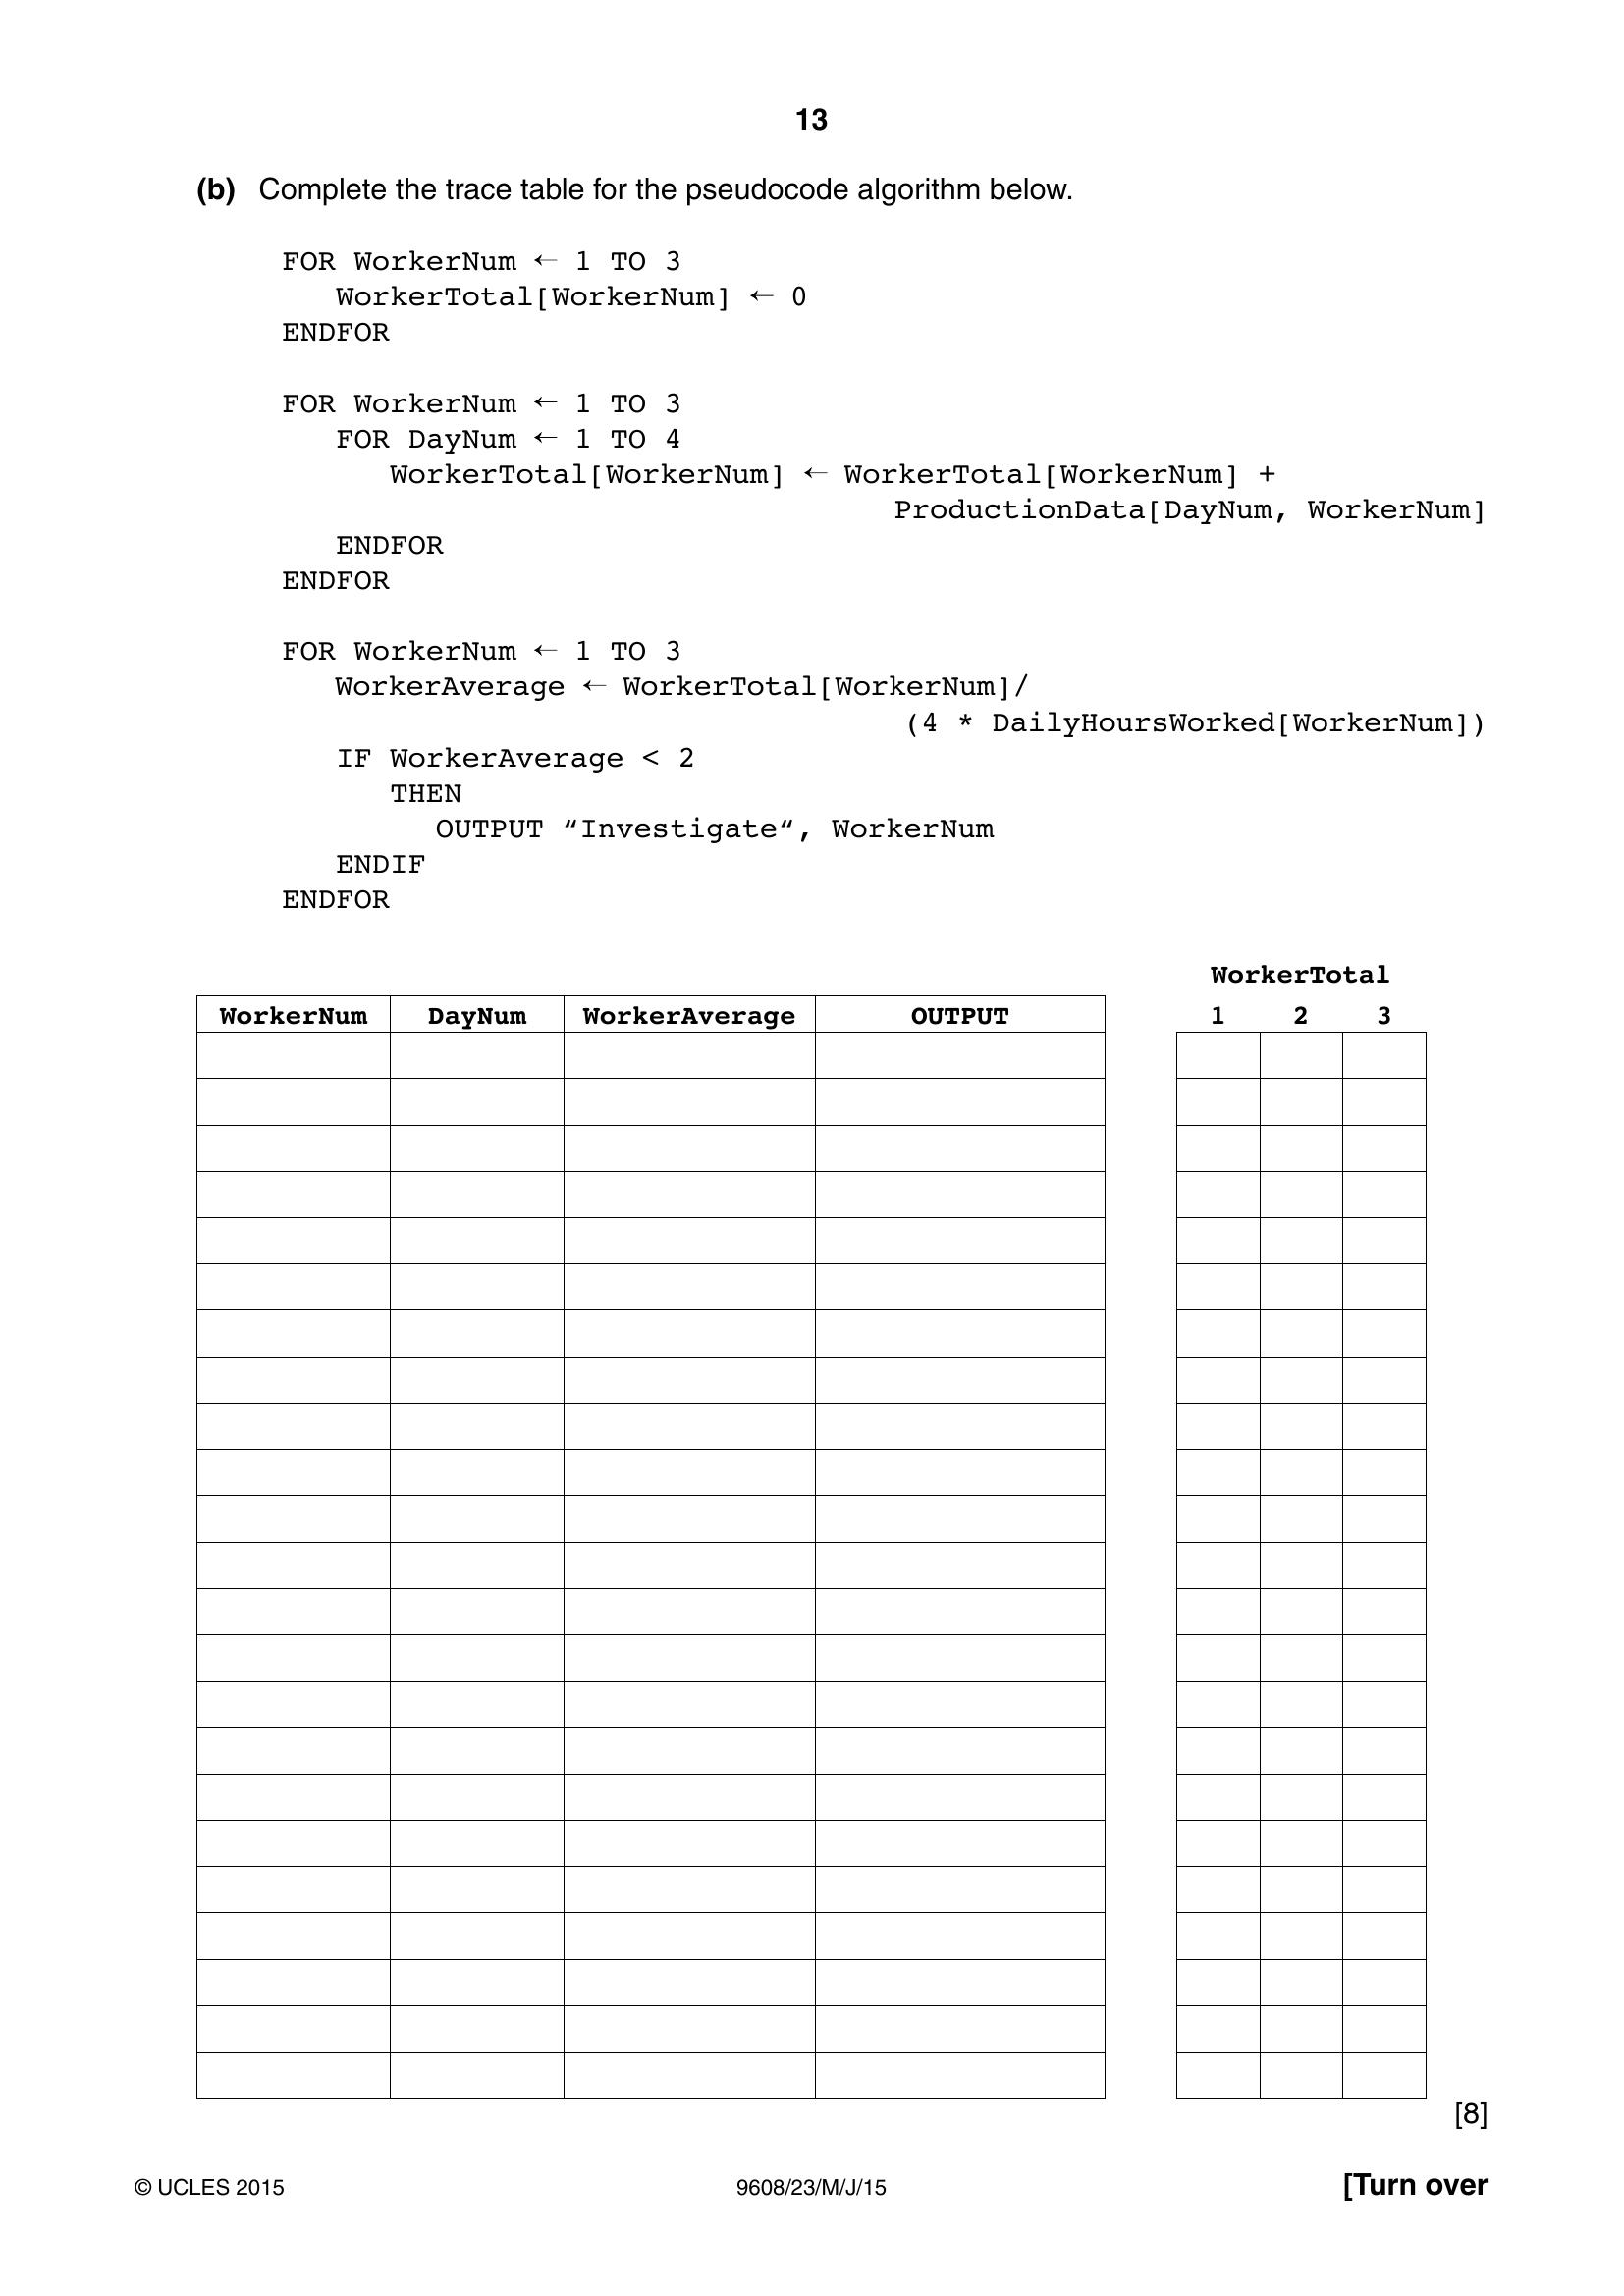 13
(b) Complete the trace table for the pseudocode algorithm below.
FOR WorkerNum ← 1 TO 3
WorkerTotal[WorkerNum] ← 0
ENDFOR
FOR WorkerNum ← 1 TO 3
FOR DayNum ← 1 TO 4
WorkerTotal[WorkerNum] ← WorkerTotal[WorkerNum] +
ProductionData[DayNum, WorkerNum]
ENDFOR
ENDFOR
FOR WorkerNum ← 1 TO 3
WorkerAverage ← WorkerTotal[WorkerNum]/
(4 * DailyHoursWorked[WorkerNum])
IF WorkerAverage < 2
THEN
OUTPUT “Investigate“, WorkerNum
ENDIF
ENDFOR
WorkerTotal
WorkerNum DayNum WorkerAverage OUTPUT 1 2 3
[8]
© UCLES 2015 9608/23/M/J/15 [Turn over